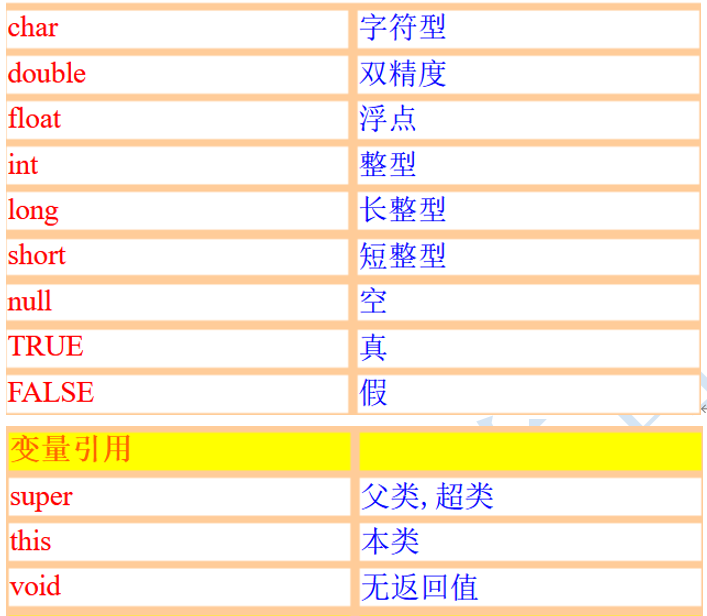 char 字符型
double 双精度
float 浮点
int 整型
long 长整型
short 短整型
null 空
TRUE 真
FALSE 假
变量引用
super 父类,超类
this 本类
void 无返回值